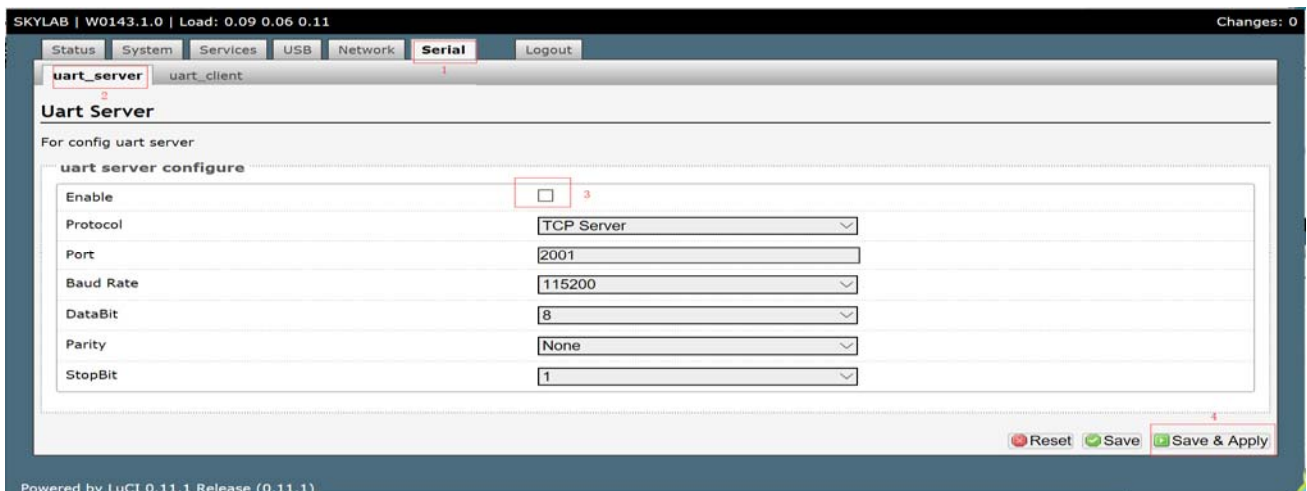 SKYLAB | W0143.1.0 | Load: 0.09 0.06 0.11 Changes: 0
Status System Services USB Network Serial Logout
1
uart_server uart_client
2
Uart Server
For config uart server
uart server configure
Enable 3
Protocol TCP Server
Port 2001
Baud Rate 115200
DataBit 8
Parity None
StopBit 1
4
Reset Save Save & Apply
Powered by LuCI 0.11.1 Release (0.11.1)